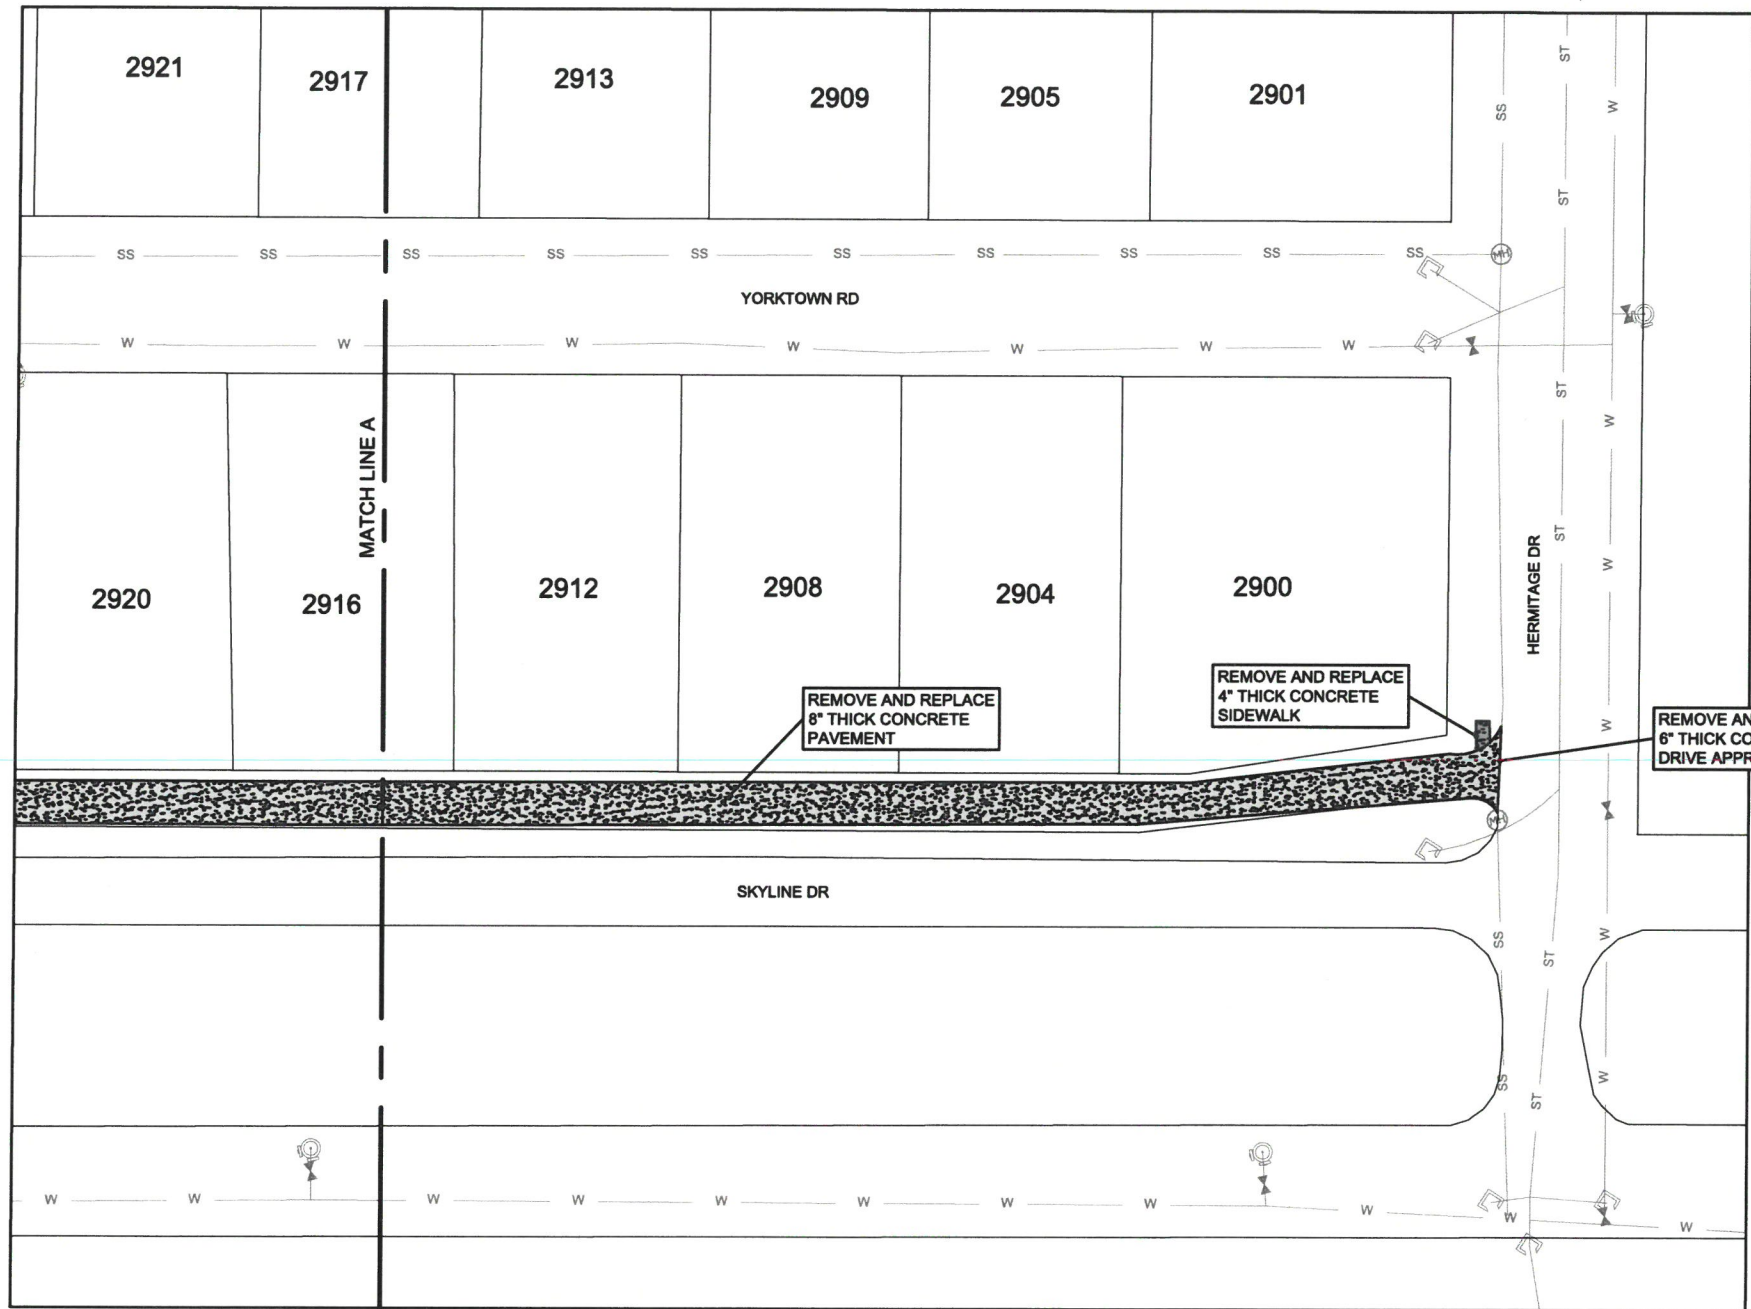 2921
2917
2913
2909
2905
2901
SS
ST
W
ST
SS SS SS SS SS SS SS SS SS SS
MH
YORKTOWN RD
W W W W W W W
ST
W
MATCH LINE A
ST
W
HERMITAGE DR
2920
2916
2912
2908
2904
2900
REMOVE AND REPLACE
8" THICK CONCRETE
PAVEMENT
REMOVE AND REPLACE
4" THICK CONCRETE
SIDEWALK
W
REMOVE AN
6" THICK CO
DRIVE APPR
MH
SKYLINE DR
SS
ST
W
SS
ST
W
W W W W W W W W W W W W